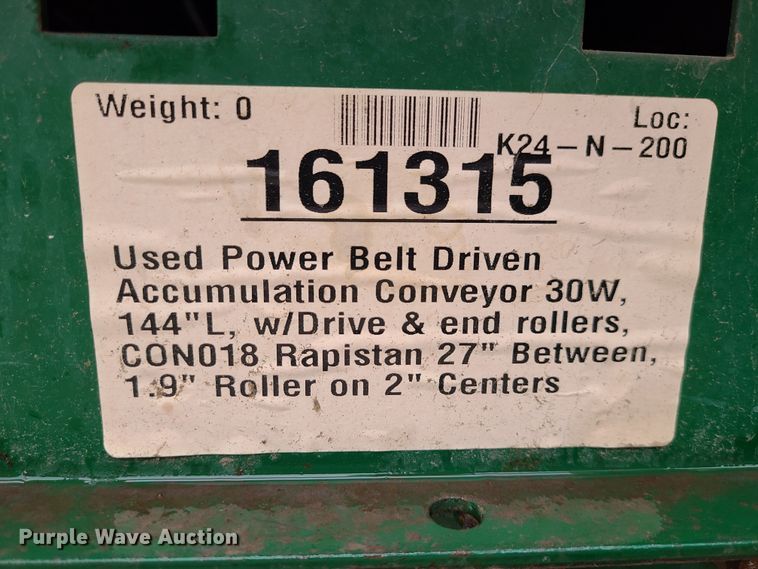 Weight: 0
Loc:
K24-N-200
161315
Used Power Belt Driven
Accumulation Conveyor 30W,
144"L, w/Drive & end rollers,
CON018 Rapistan 27" Between,
1.9" Roller on 2" Centers
Purple Wave Auction